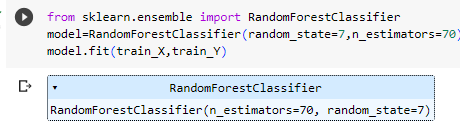 from sklearn.ensemble import RandomForestClassifier
model=RandomForestClassifier(random_state=7,n_estimators=70)
model.fit(train_X,train_Y)
RandomForestClassifier
RandomForestClassifier(n_estimators=70, random_state=7)